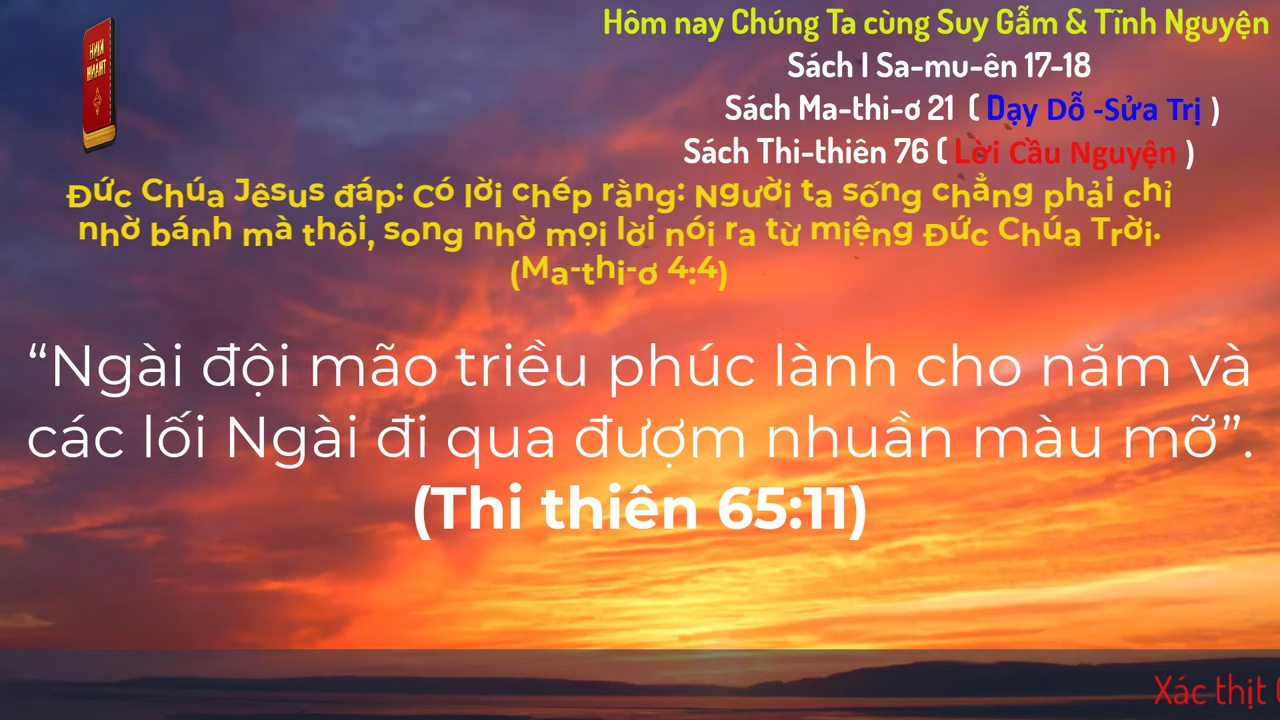 Hôm nay Chúng Ta cùng Suy Gẫm & Tĩnh Nguyện
Sách I Sa-mu-ên 17-18
Sách Ma-thi-ơ 21 ( Dạy Dỗ -Sửa Trị )
Sách Thi-thiên 76 ( Lời Cầu Nguyện )
KINH
THÁNH
Đức Chúa Jêsus đáp: Có lời chép rằng: Người ta sống chẳng phải chỉ
nhờ bánh mà thôi, song nhờ mọi lời nói ra từ miệng Đức Chúa Trời.
(Ma-thi-ơ 4:4)
“Ngài đội mão triều phúc lành cho năm và
các lối Ngài đi qua đượm nhuần màu mỡ”.
(Thi thiên 65:11)
Xác thịt